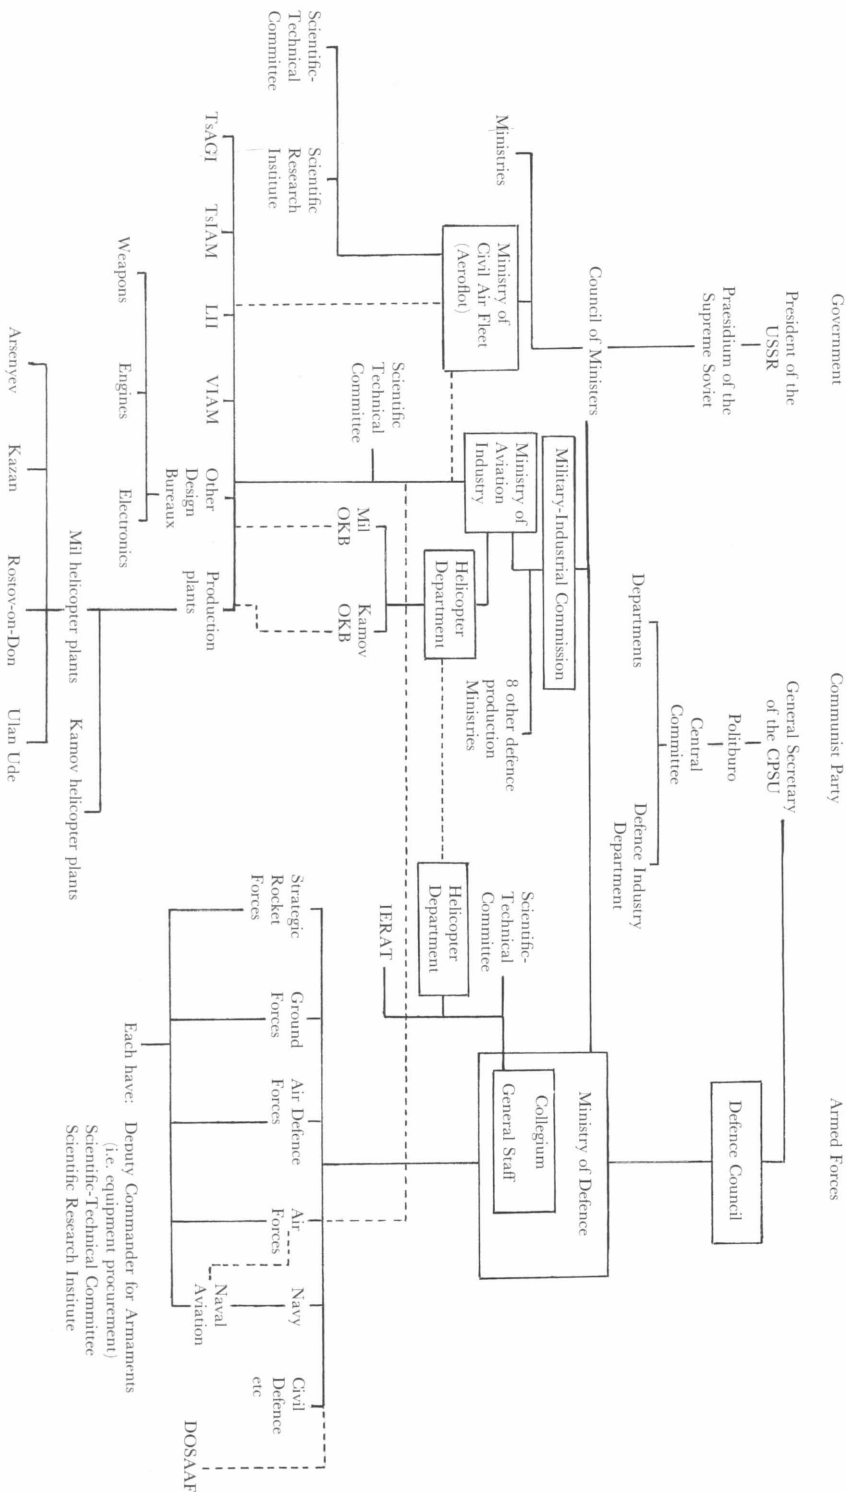 Government
President of the
USSR
Praesidium of the
Supreme Soviet
Council of Ministers
Ministries
Ministry of
Civil Air Fleet
(Aeroflot)
Scientific-
Technical
Committee
Scientific
Research
Institute
Communist Party
General Secretary
of the CPSU
Politburo
Central
Committee
Departments
Defence Industry
Department
Military-Industrial Commission
Ministry of
Aviation
Industry
8 other defence
production
Ministries
Helicopter
Department
Scientific
Technical
Committee
Mil
OKB
Kamov
OKB
TsAGI
TsIAM
LII
VIAM
Other
Design
Bureaux
Production
plants
Weapons
Engines
Electronics
Mil helicopter plants
Kamov helicopter plants
Arsenyev
Kazan
Rostov-on-Don
Ulan Ude
Armed Forces
Defence Council
Ministry of Defence
Collegium
General Staff
Scientific-
Technical
Committee
Helicopter
Department
IERAT
Strategic
Rocket
Forces
Ground
Forces
Air Defence
Forces
Air
Forces
Navy
Naval
Aviation
Civil
Defence
etc
DOSAAF
Each have: Deputy Commander for Armaments
(i.e. equipment procurement)
Scientific-Technical Committee
Scientific Research Institute